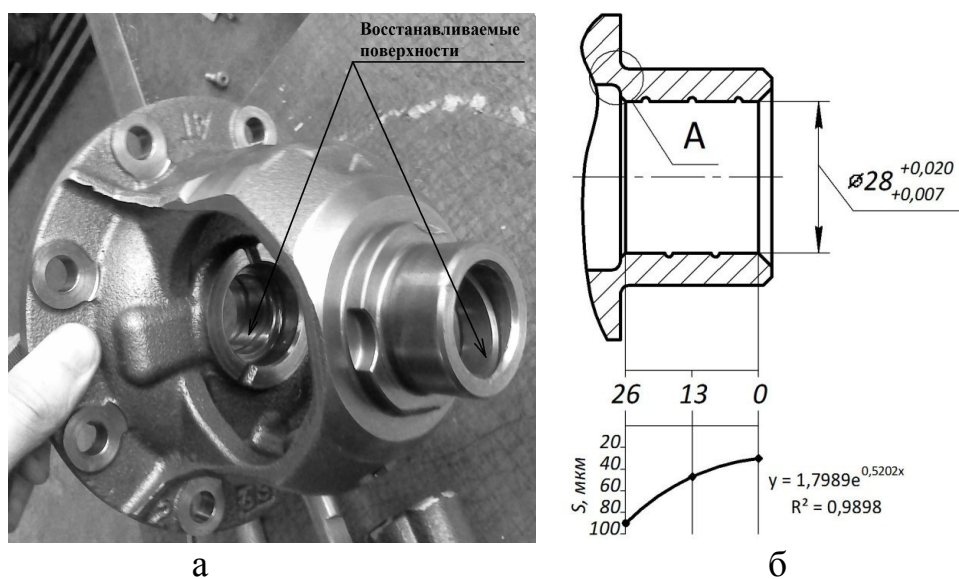 Восстанавливаемые
поверхности
А
⌀28 +0,020
+0,007
26 13 0
20
40
60
80
100
S, мкм
y = 1,7989e^0,5202x
R² = 0,9898
а
б